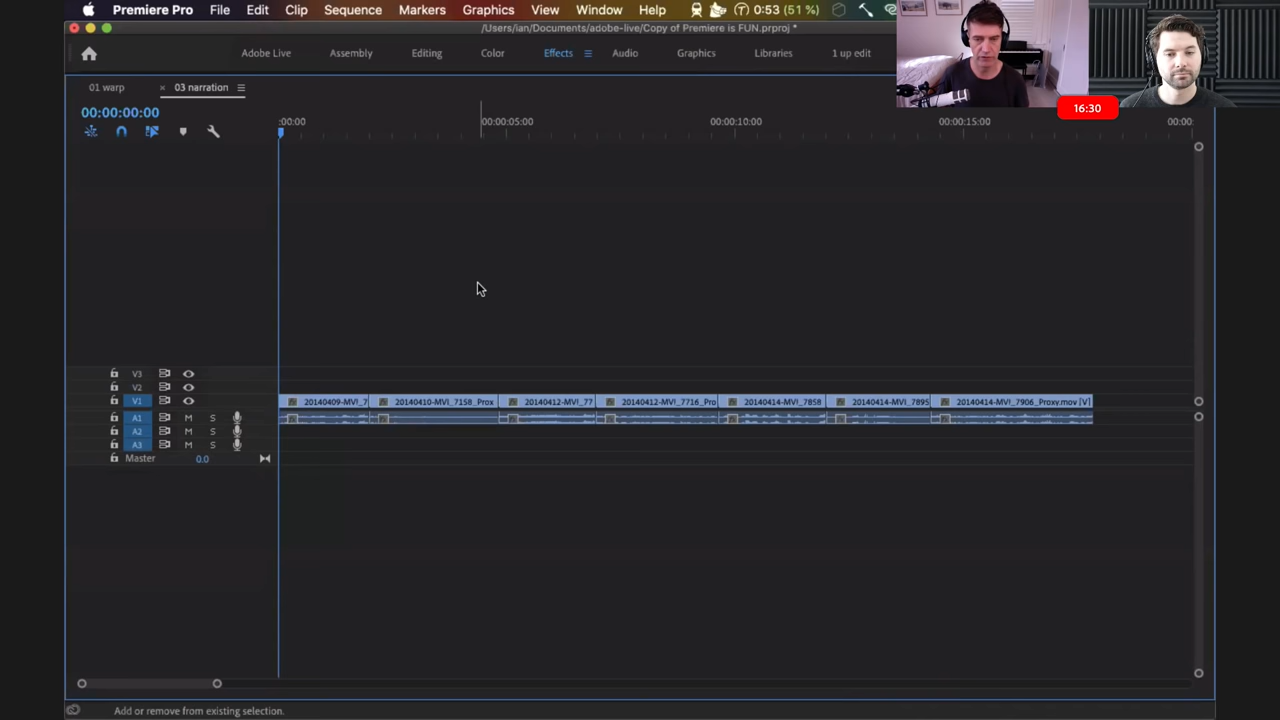 Premiere Pro File Edit Clip Sequence Markers Graphics View Window Help 0:53 (51 %)
/Users/ian/Documents/adobe-live/Copy of Premiere is FUN.prproj *
Adobe Live Assembly Editing Color Effects Audio Graphics Libraries 1 up edit
16:30
01 warp × 03 narration
00:00:00:00
:00:00 00:00:05:00 00:00:10:00 00:00:15:00 00:00:
V3
V2
V1 20140409-MVI_7 20140410-MVI_7158_Prox 20140412-MVI_77 20140412-MVI_7716_Pro 20140414-MVI_7858 20140414-MVI_7895 20140414-MVI_7906_Proxy.mov [V]
A1 M S
A2 M S
A3 M S
Master 0.0
Add or remove from existing selection.